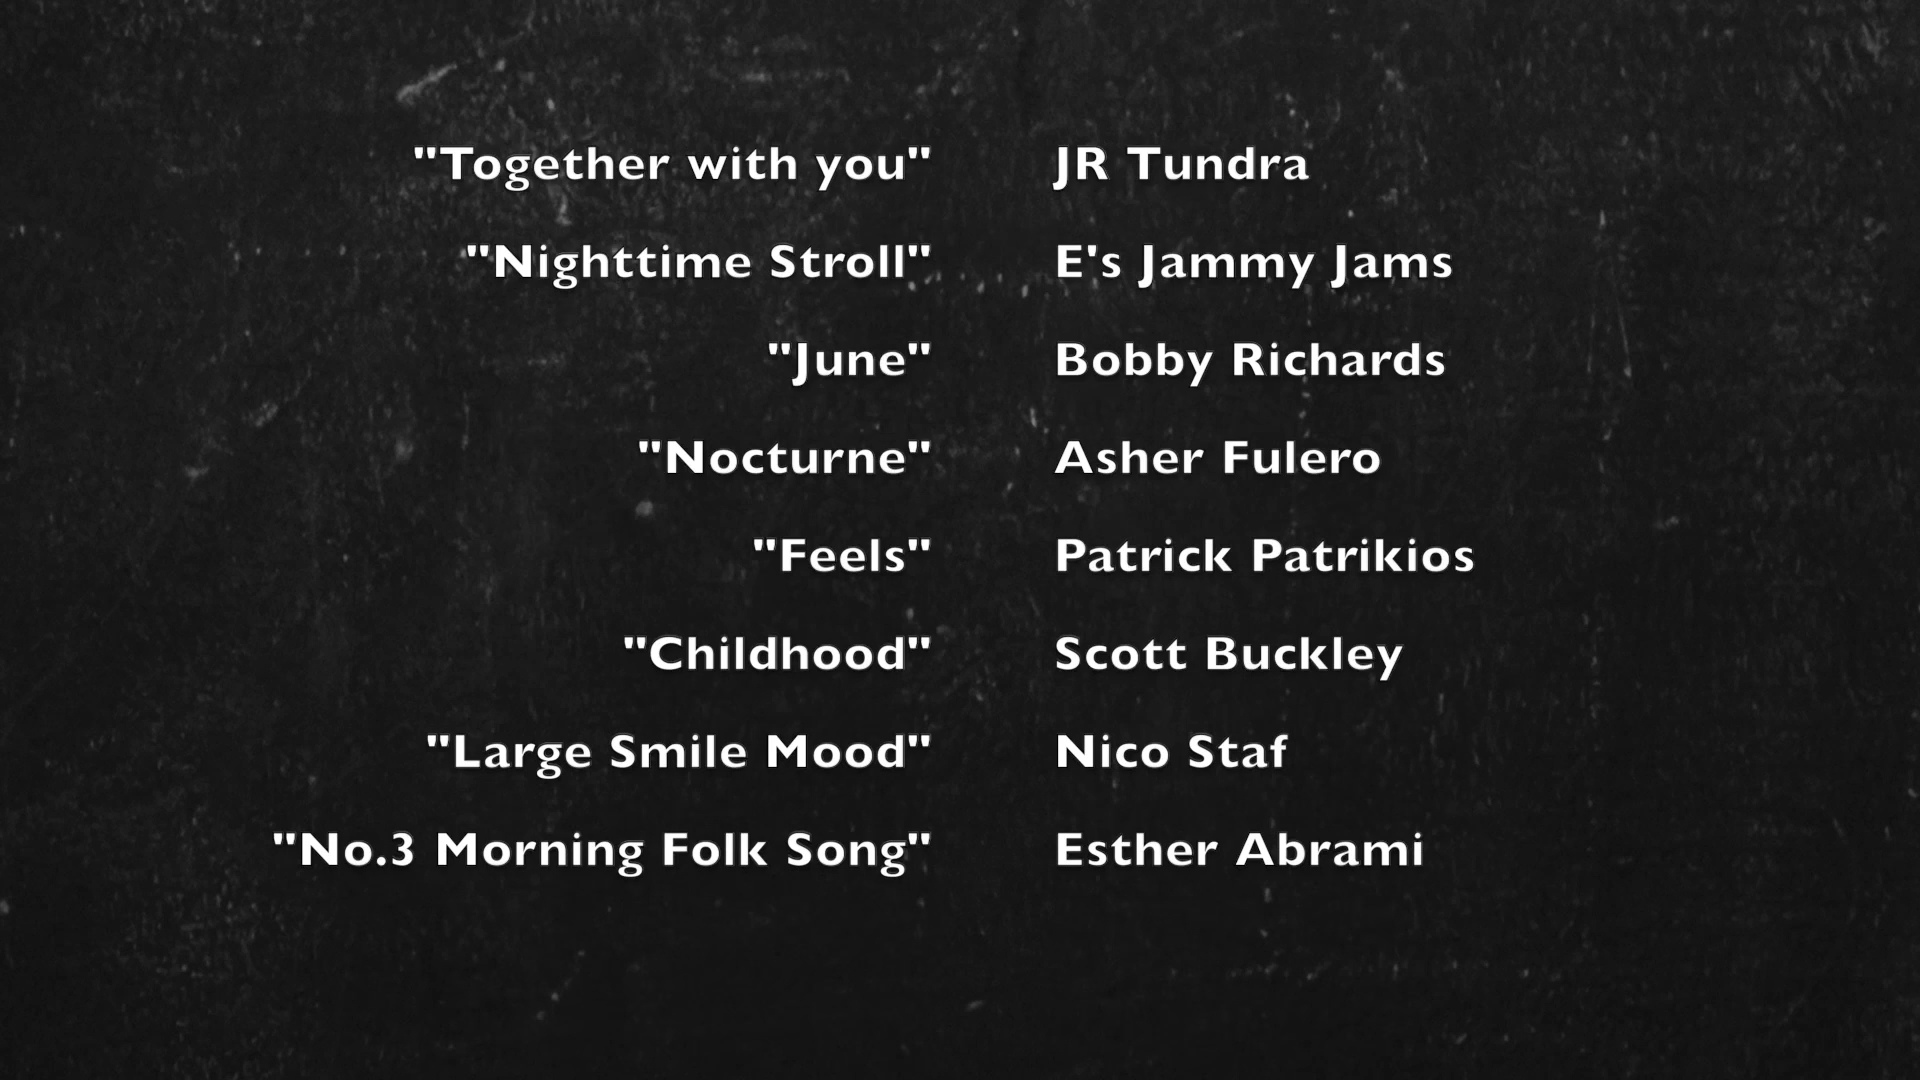 "Together with you" JR Tundra
"Nighttime Stroll" E's Jammy Jams
"June" Bobby Richards
"Nocturne" Asher Fulero
"Feels" Patrick Patrikios
"Childhood" Scott Buckley
"Large Smile Mood" Nico Staf
"No.3 Morning Folk Song" Esther Abrami